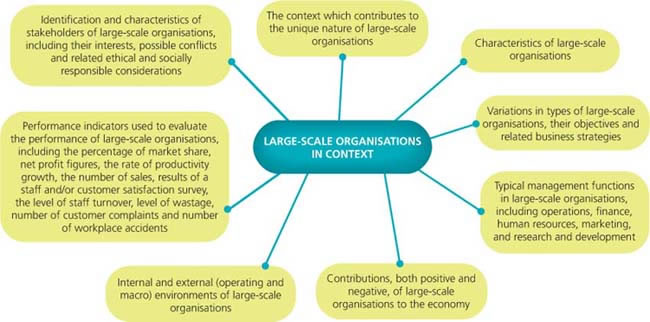 Identification and characteristics of
stakeholders of large-scale organisations,
including their interests, possible conflicts
and related ethical and socially
responsible considerations
The context which contributes to
the unique nature of large-scale
organisations
Characteristics of large-scale
organisations
Variations in types of large-scale
organisations, their objectives and
related business strategies
Performance indicators used to evaluate
the performance of large-scale organisations,
including the percentage of market share,
net profit figures, the rate of productivity
growth, the number of sales, results of a
staff and/or customer satisfaction survey,
the level of staff turnover, level of wastage,
number of customer complaints and number
of workplace accidents
LARGE-SCALE ORGANISATIONS
IN CONTEXT
Typical management functions
in large-scale organisations,
including operations, finance,
human resources, marketing,
and research and development
Internal and external (operating and
macro) environments of large-scale
organisations
Contributions, both positive and
negative, of large-scale
organisations to the economy